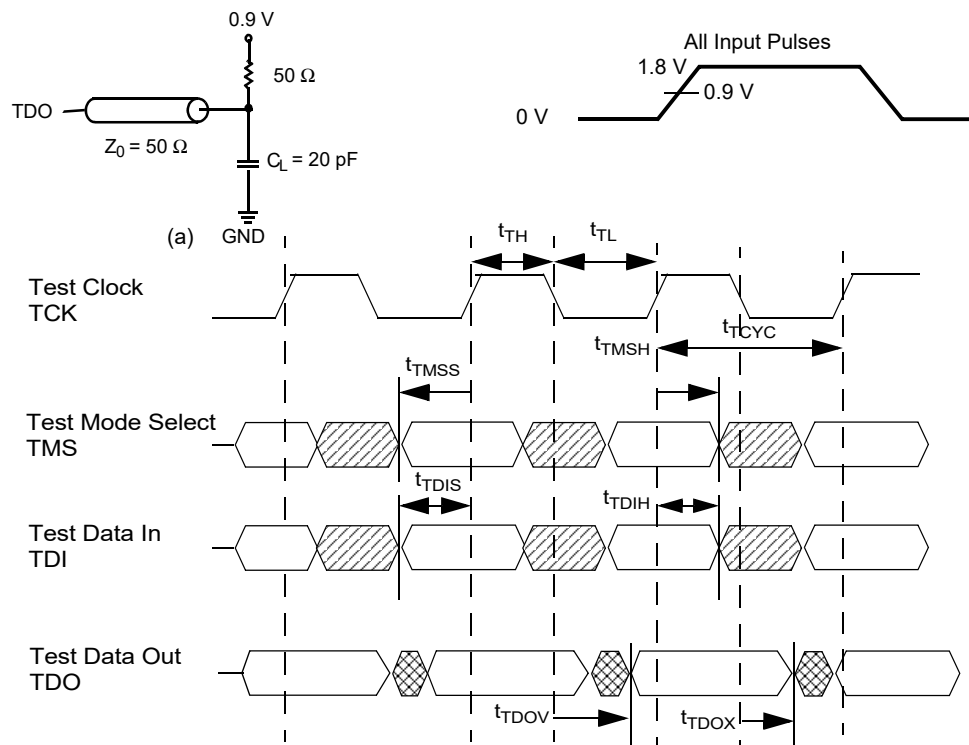 0.9 V
50 Ω
TDO
Z0 = 50 Ω
CL = 20 pF
(a)
GND
All Input Pulses
1.8 V
0.9 V
0 V
tTH
tTL
Test Clock
TCK
tTCYC
tTMSH
tTMSS
Test Mode Select
TMS
tTDIS
tTDIH
Test Data In
TDI
Test Data Out
TDO
tTDOV
tTDOX